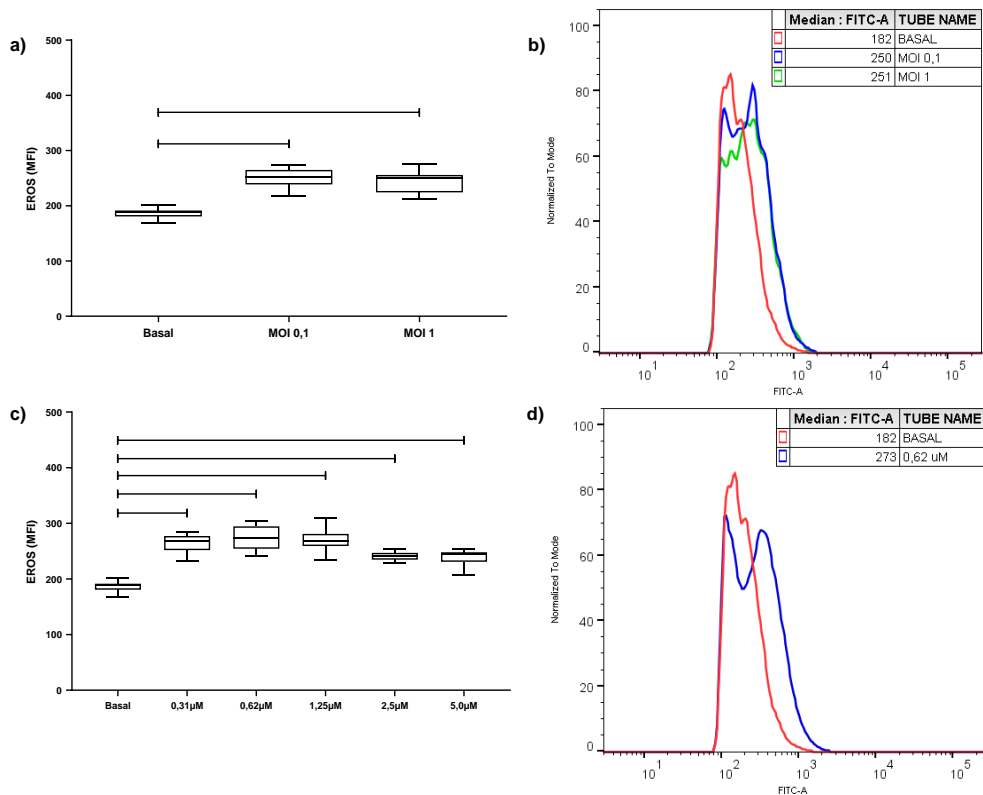 a)
500
400
300
200
100
0
EROS (MFI)
Basal MOI 0,1 MOI 1
b)
Median : FITC-A TUBE NAME
182 BASAL
250 MOI 0,1
251 MOI 1
100
80
60
40
20
0
Normalized To Mode
10^1 10^2 10^3 10^4 10^5
FITC-A
c)
500
400
300
200
100
0
EROS (MFI)
Basal 0,31µM 0,62µM 1,25µM 2,5µM 5,0µM
d)
Median : FITC-A TUBE NAME
182 BASAL
273 0,62 uM
100
80
60
40
20
0
Normalized To Mode
10^1 10^2 10^3 10^4 10^5
FITC-A